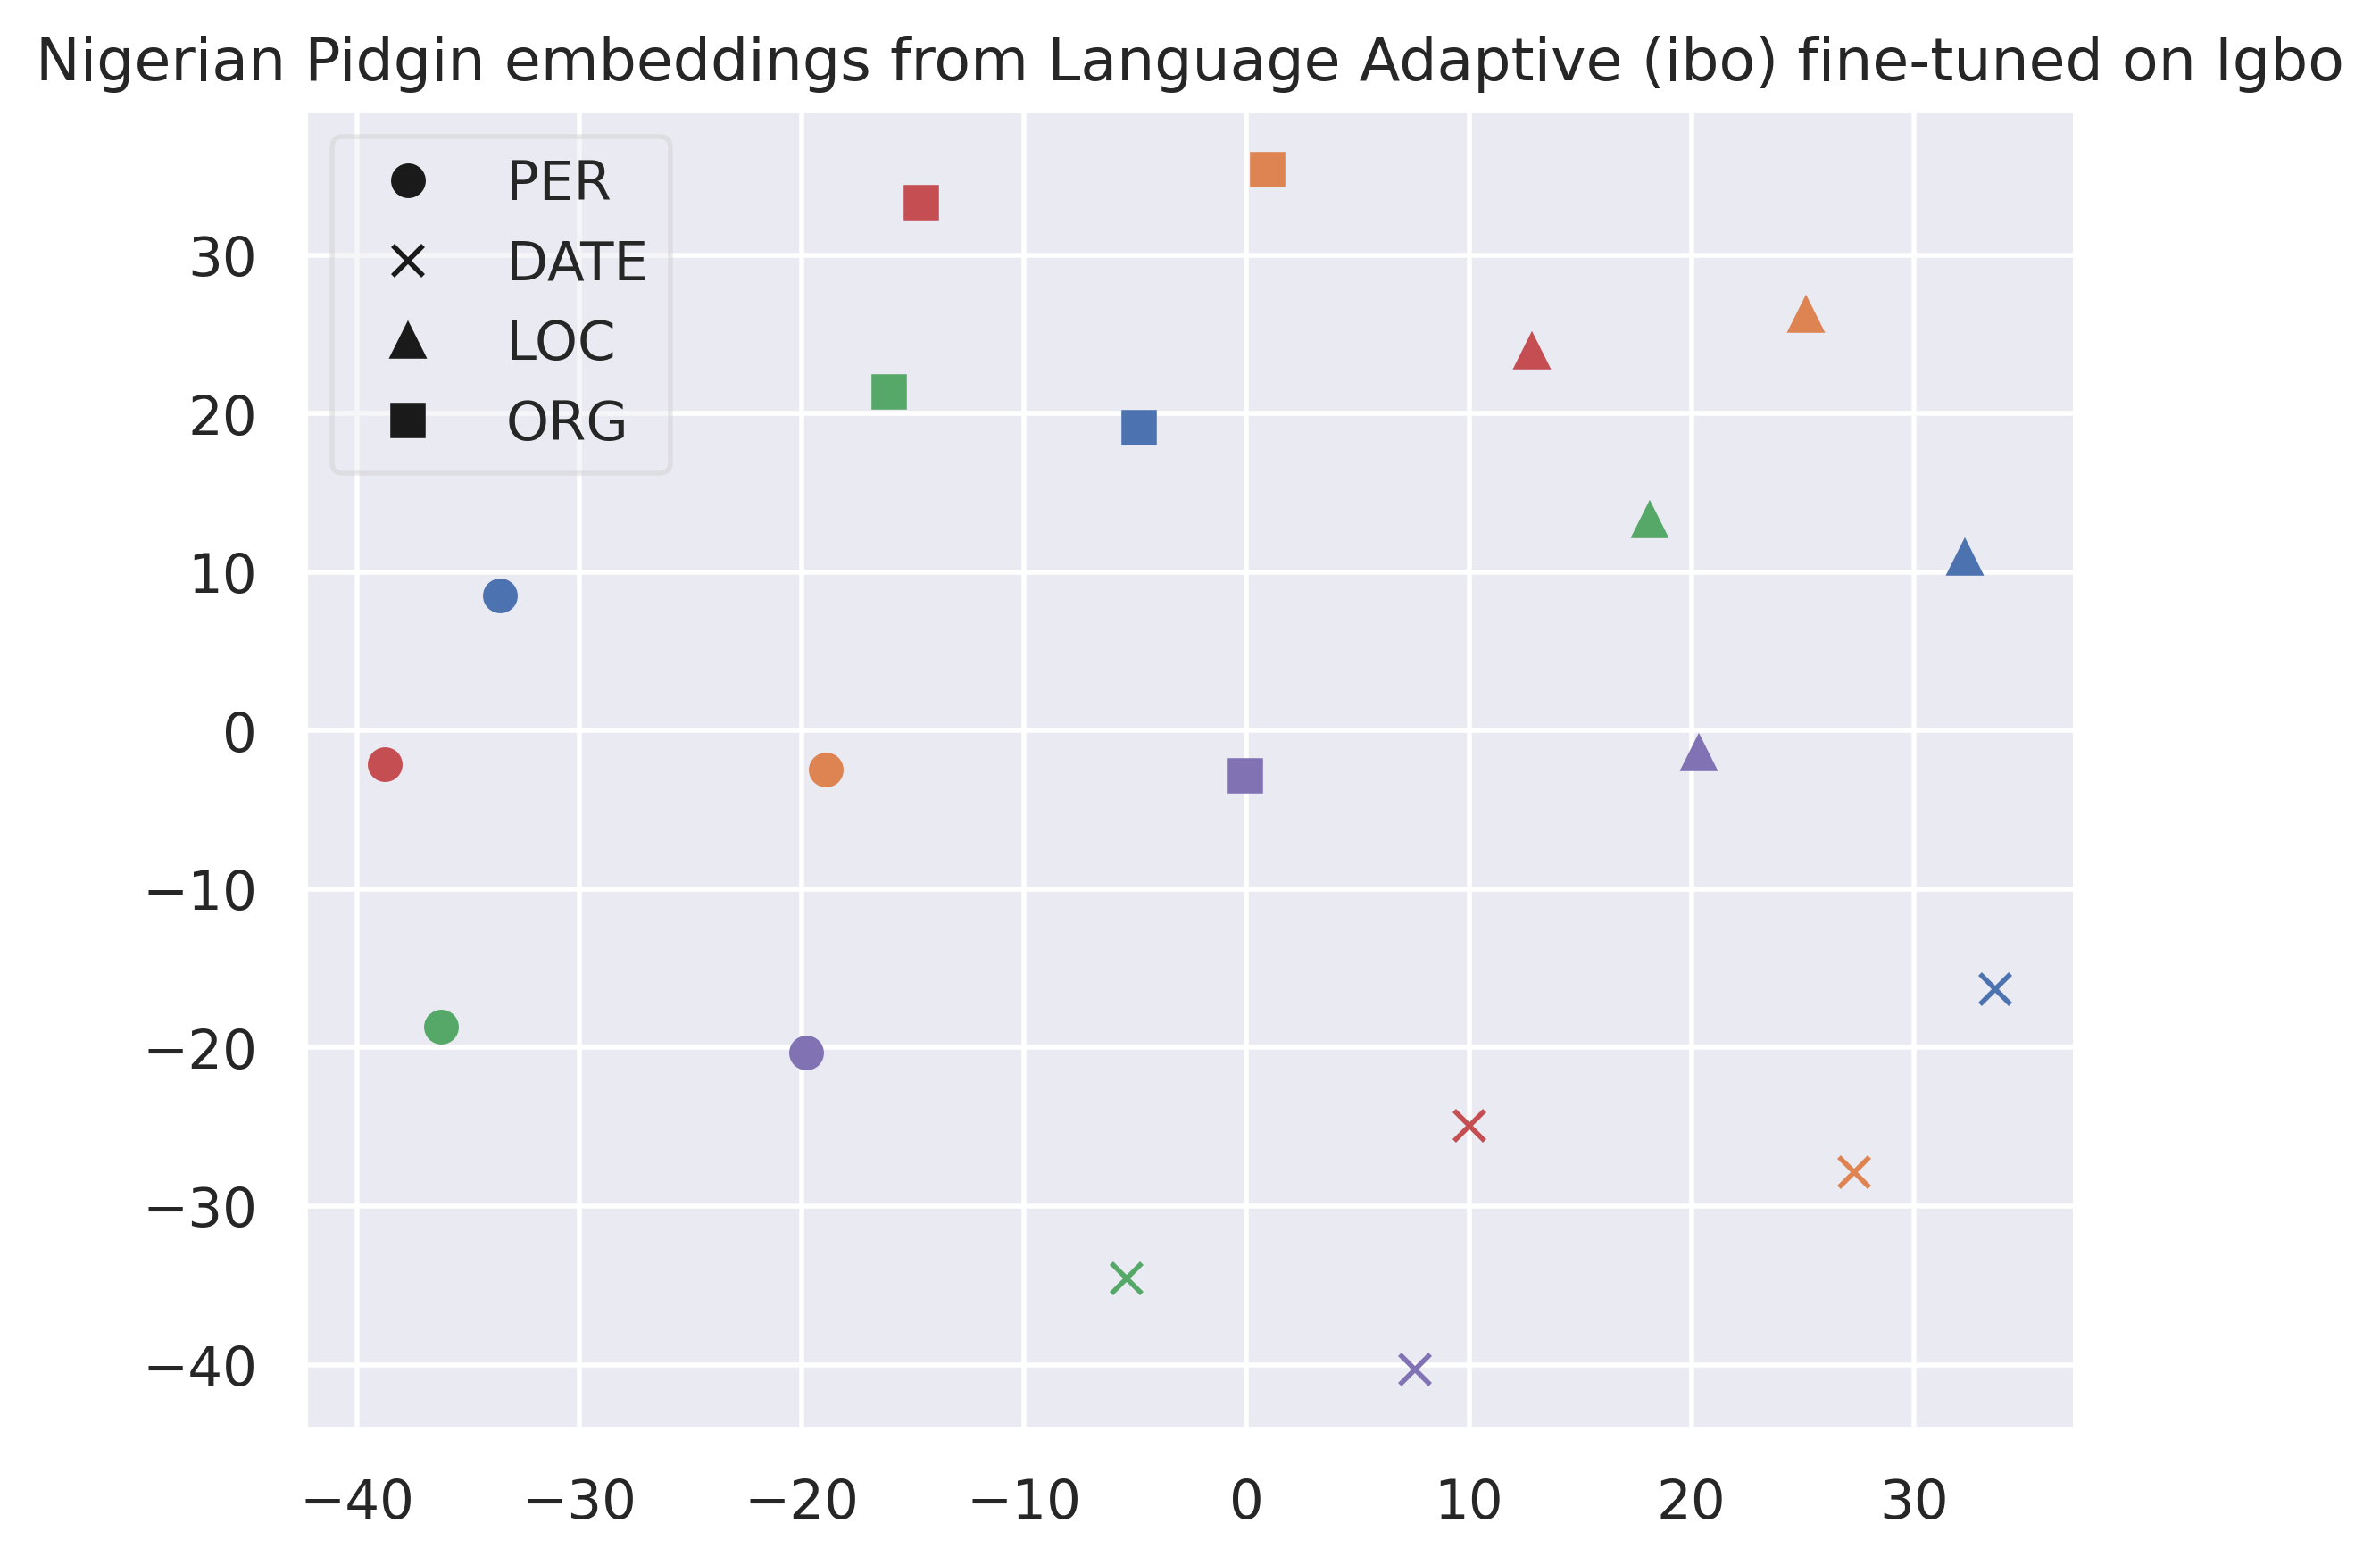 Nigerian Pidgin embeddings from Language Adaptive (ibo) fine-tuned on Igbo
PER
DATE
LOC
ORG
30
20
10
0
−10
−20
−30
−40
−40 −30 −20 −10 0 10 20 30